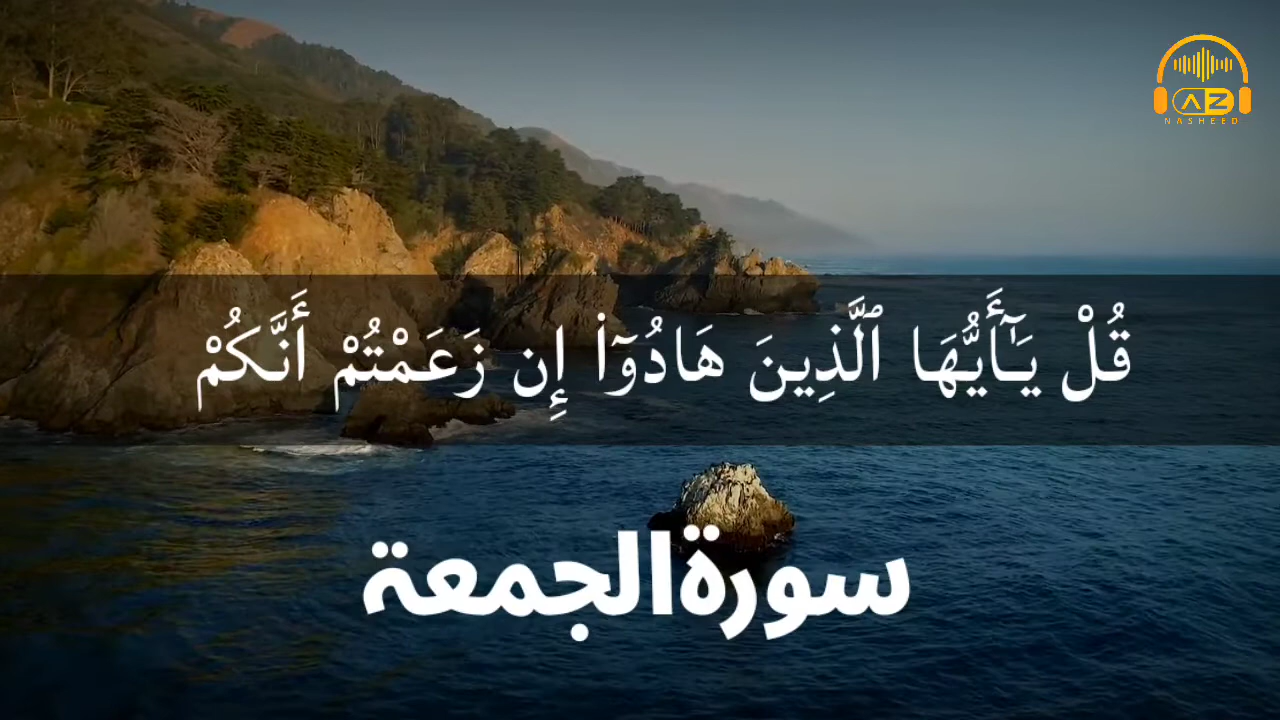 AZ
NASHEED
قُلْ يَـٰٓأَيُّهَا ٱلَّذِينَ هَادُوٓا۟ إِن زَعَمْتُمْ أَنَّكُمْ
سورة الجمعة